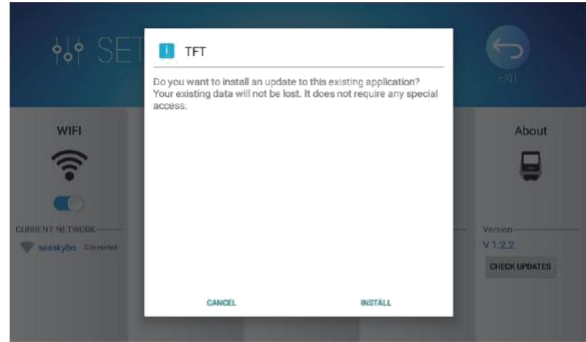 SET
TFT
Do you want to install an update to this existing application?
Your existing data will not be lost. It does not require any special
access.
EXIT
WIFI
About
CURRENT NETWORK
seaskybo Connected
Version
V 1.2.2
CHECK UPDATES
CANCEL
INSTALL